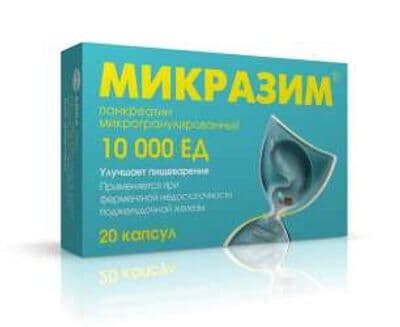 МИКРАЗИМ®
панкреатин
микрогранулированный
10 000 ЕД
Улучшает пищеварение
Применяется при
ферментной недостаточности
поджелудочной железы
20 капсул